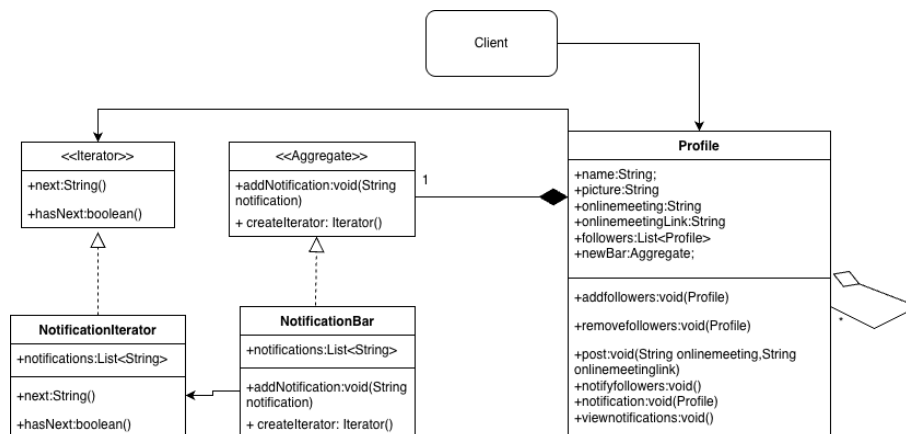 Client
<<Iterator>>
+next:String()
+hasNext:boolean()
<<Aggregate>>
+addNotification:void(String
notification)
+ createIterator: Iterator()
1
Profile
+name:String;
+picture:String
+onlinemeeting:String
+onlinemeetingLink:String
+followers:List<Profile>
+newBar:Aggregate;
+addfollowers:void(Profile)
+removefollowers:void(Profile)
+post:void(String onlinemeeting,String
onlinemeetinglink)
+notifyfollowers:void()
+notification:void(Profile)
+viewnotifications:void()
*
NotificationIterator
+notifications:List<String>
+next:String()
+hasNext:boolean()
NotificationBar
+notifications:List<String>
+addNotification:void(String
notification)
+ createIterator: Iterator()